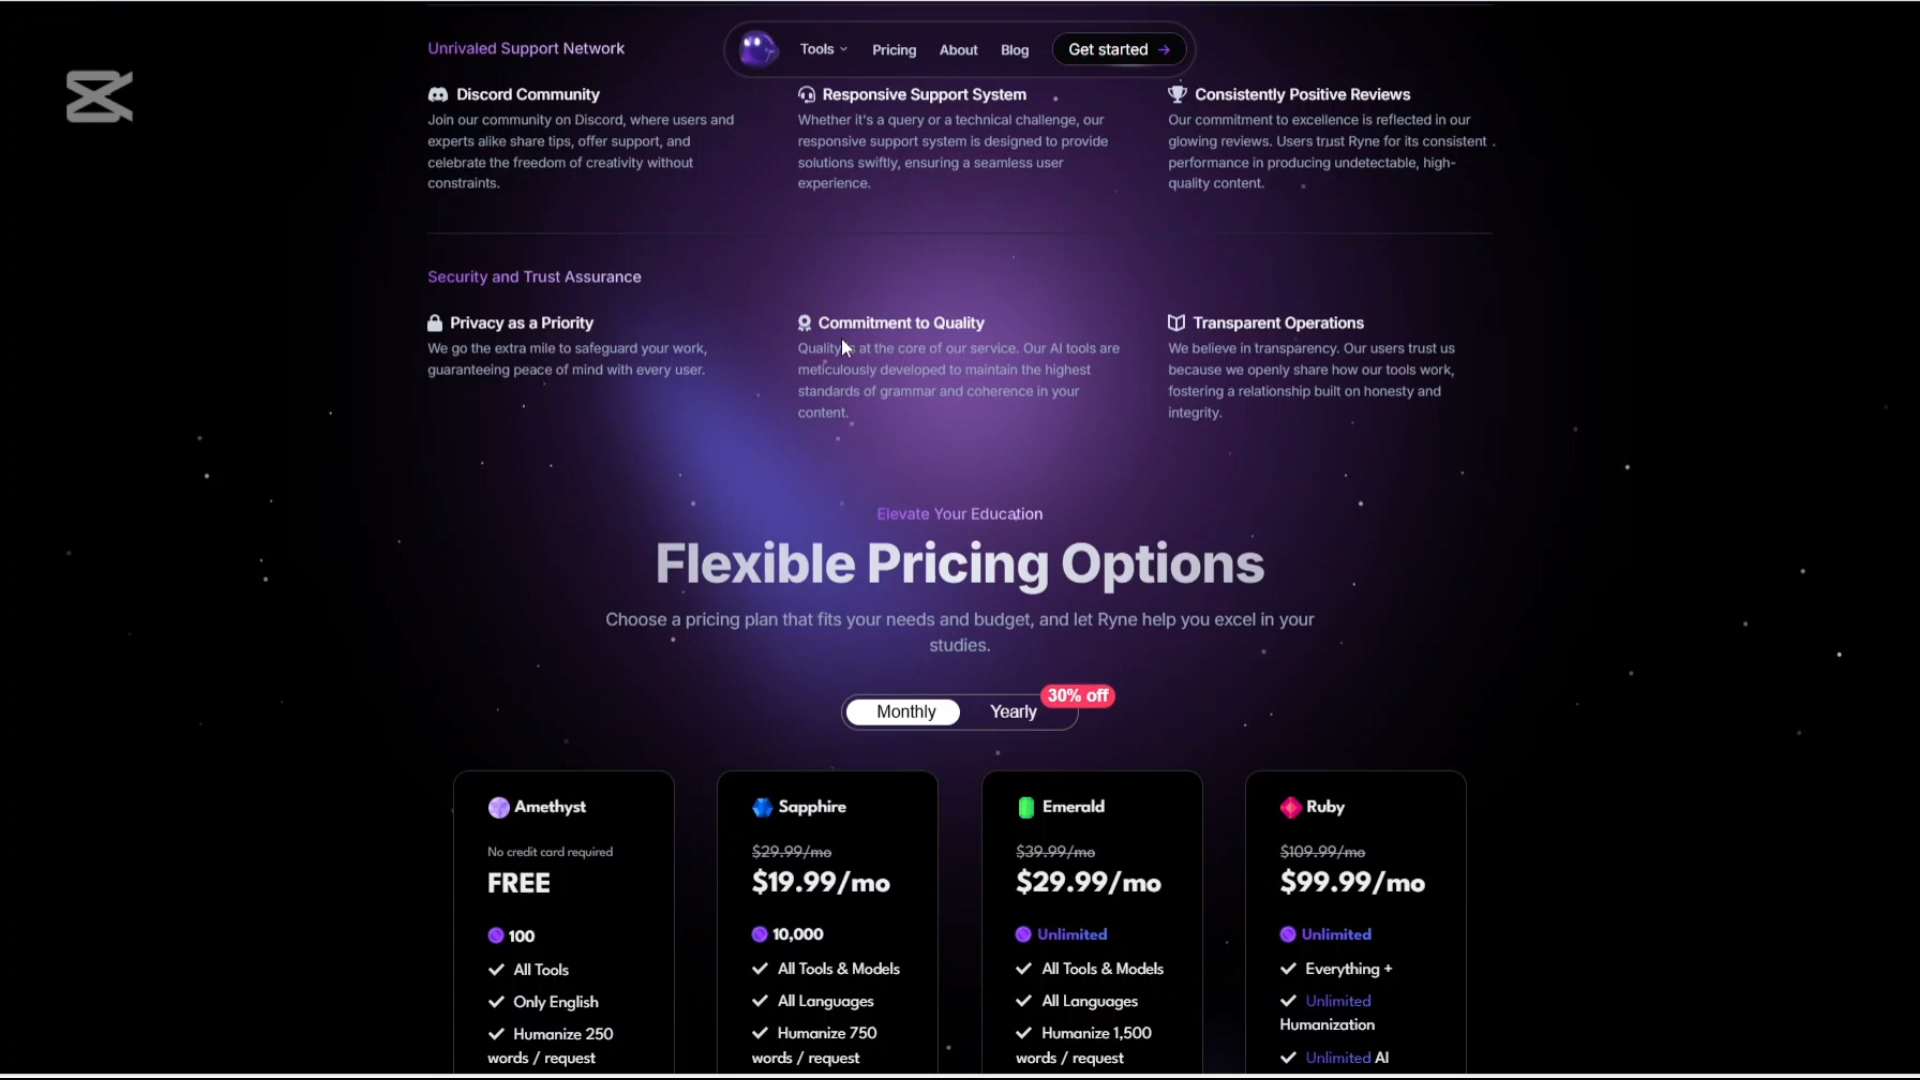 Tools Pricing About Blog Get started →
Unrivaled Support Network
Discord Community
Join our community on Discord, where users and
experts alike share tips, offer support, and
celebrate the freedom of creativity without
constraints.
Responsive Support System
Whether it's a query or a technical challenge, our
responsive support system is designed to provide
solutions swiftly, ensuring a seamless user
experience.
Consistently Positive Reviews
Our commitment to excellence is reflected in our
glowing reviews. Users trust Ryne for its consistent
performance in producing undetectable, high-
quality content.
Security and Trust Assurance
Privacy as a Priority
We go the extra mile to safeguard your work,
guaranteeing peace of mind with every user.
Commitment to Quality
Quality is at the core of our service. Our AI tools are
meticulously developed to maintain the highest
standards of grammar and coherence in your
content.
Transparent Operations
We believe in transparency. Our users trust us
because we openly share how our tools work,
fostering a relationship built on honesty and
integrity.
Elevate Your Education
Flexible Pricing Options
Choose a pricing plan that fits your needs and budget, and let Ryne help you excel in your
studies.
30% off
Monthly Yearly
Amethyst
No credit card required
FREE
100
All Tools
Only English
Humanize 250
words / request
Sapphire
$29.99/mo
$19.99/mo
10,000
All Tools & Models
All Languages
Humanize 750
words / request
Emerald
$39.99/mo
$29.99/mo
Unlimited
All Tools & Models
All Languages
Humanize 1,500
words / request
Ruby
$109.99/mo
$99.99/mo
Unlimited
Everything +
Unlimited
Humanization
Unlimited AI